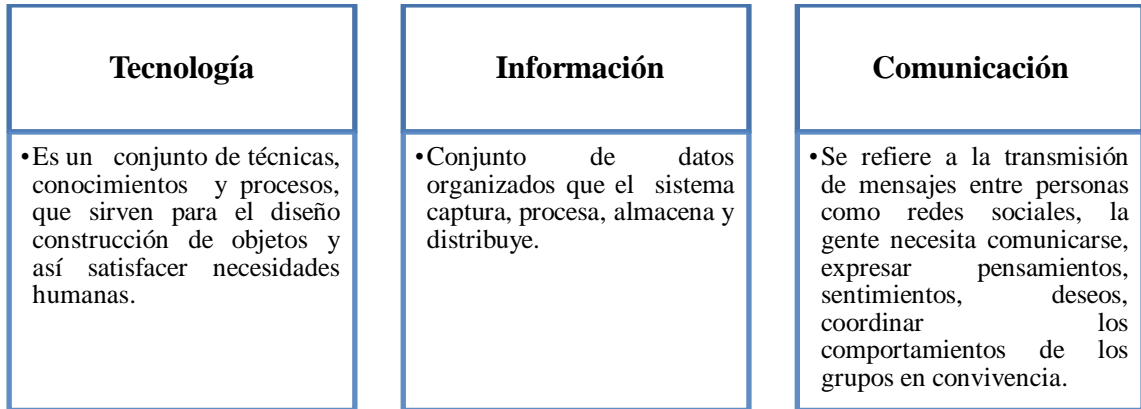 Tecnología
•Es un conjunto de técnicas,
conocimientos y procesos,
que sirven para el diseño
construcción de objetos y
así satisfacer necesidades
humanas.
Información
•Conjunto de datos
organizados que el sistema
captura, procesa, almacena y
distribuye.
Comunicación
•Se refiere a la transmisión
de mensajes entre personas
como redes sociales, la
gente necesita comunicarse,
expresar pensamientos,
sentimientos, deseos,
coordinar los
comportamientos de los
grupos en convivencia.